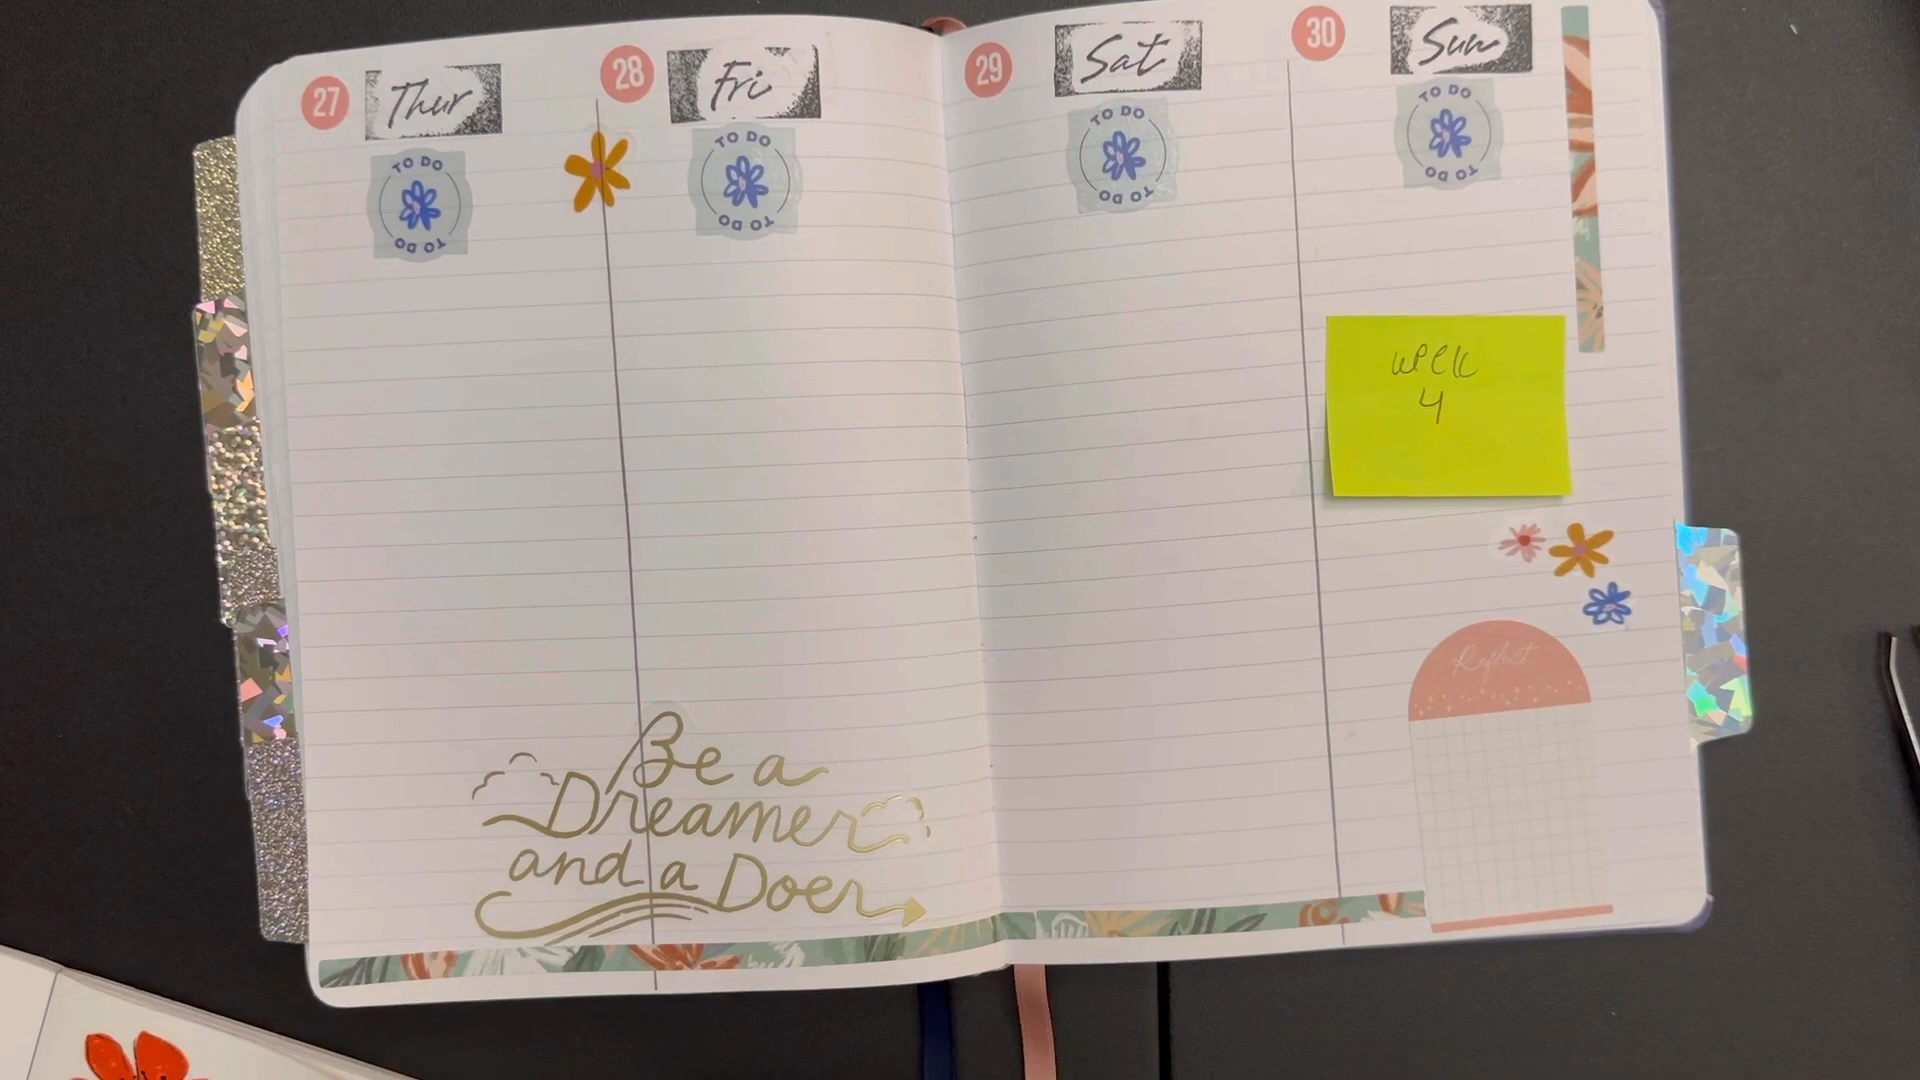 27 Thur
28 Fri
29 Sat
30 Sun
TO DO
TO DO
TO DO
TO DO
TO DO
TO DO
TO DO
TO DO
week
4
Reflect
Be a
Dreamer
and a Doer